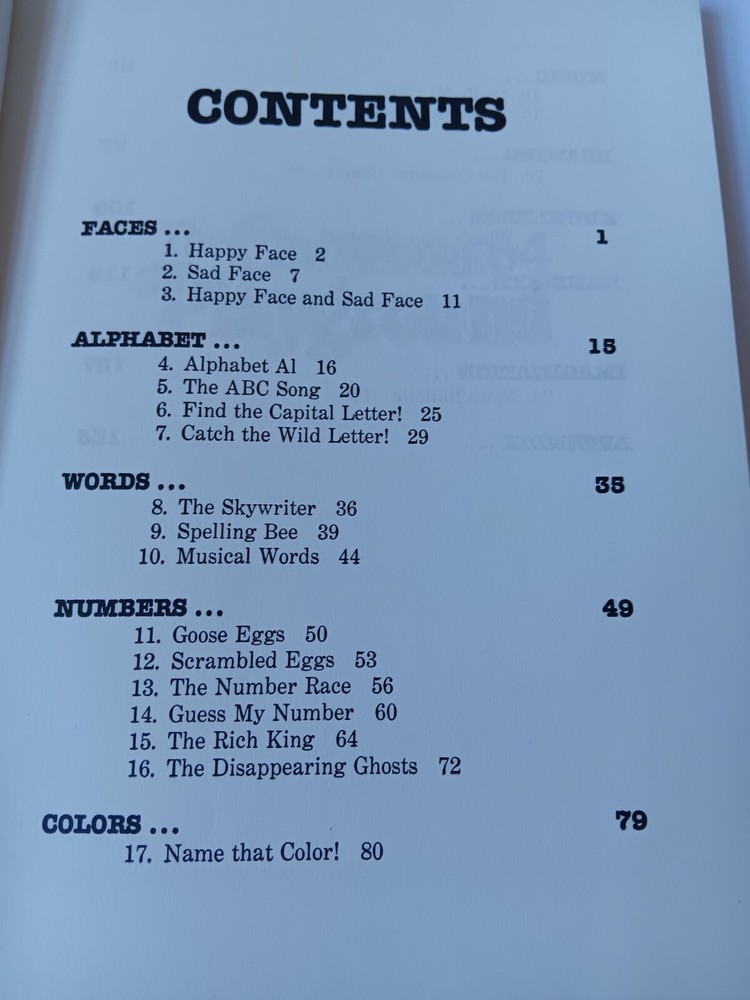 CONTENTS
FACES ... 1
1. Happy Face 2
2. Sad Face 7
3. Happy Face and Sad Face 11
ALPHABET ... 15
4. Alphabet Al 16
5. The ABC Song 20
6. Find the Capital Letter! 25
7. Catch the Wild Letter! 29
WORDS ... 35
8. The Skywriter 36
9. Spelling Bee 39
10. Musical Words 44
NUMBERS ... 49
11. Goose Eggs 50
12. Scrambled Eggs 53
13. The Number Race 56
14. Guess My Number 60
15. The Rich King 64
16. The Disappearing Ghosts 72
COLORS ... 79
17. Name that Color! 80